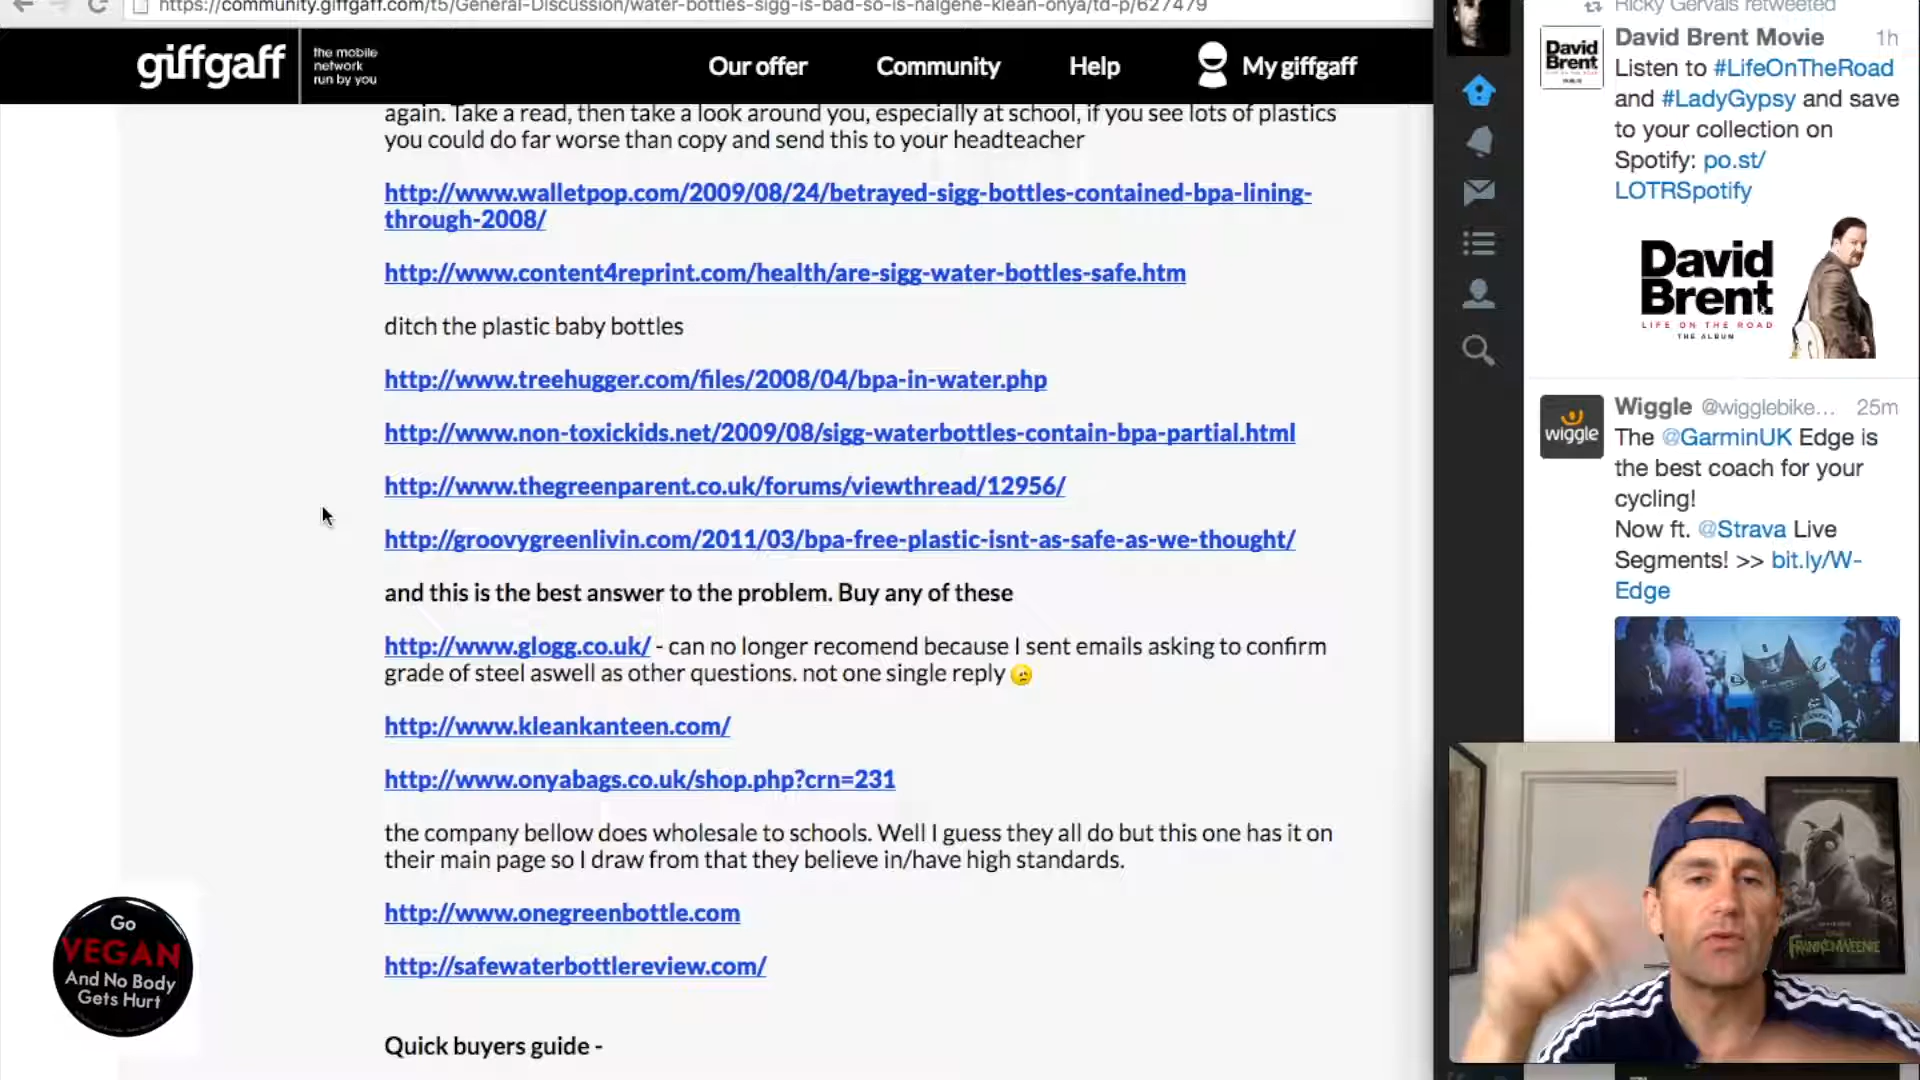 https://community.giffgaff.com/t5/General-Discussion/water-bottles-sigg-is-bad-so-is-nalgene-klean-onya/td-p/627479
giffgaff
the mobile
network
run by you
Our offer
Community
Help
My giffgaff
again. Take a read, then take a look around you, especially at school, if you see lots of plastics
you could do far worse than copy and send this to your headteacher
http://www.walletpop.com/2009/08/24/betrayed-sigg-bottles-contained-bpa-lining-
through-2008/
http://www.content4reprint.com/health/are-sigg-water-bottles-safe.htm
ditch the plastic baby bottles
http://www.treehugger.com/files/2008/04/bpa-in-water.php
http://www.non-toxickids.net/2009/08/sigg-waterbottles-contain-bpa-partial.html
http://www.thegreenparent.co.uk/forums/viewthread/12956/
http://groovygreenlivin.com/2011/03/bpa-free-plastic-isnt-as-safe-as-we-thought/
and this is the best answer to the problem. Buy any of these
http://www.glogg.co.uk/ - can no longer recomend because I sent emails asking to confirm
grade of steel aswell as other questions. not one single reply
http://www.kleankanteen.com/
http://www.onyabags.co.uk/shop.php?crn=231
the company bellow does wholesale to schools. Well I guess they all do but this one has it on
their main page so I draw from that they believe in/have high standards.
http://www.onegreenbottle.com
http://safewaterbottlereview.com/
Quick buyers guide -
Go
VEGAN
And No Body
Gets Hurt
Ricky Gervais retweeted
David
Brent
David Brent Movie 1h
Listen to #LifeOnTheRoad
and #LadyGypsy and save
to your collection on
Spotify: po.st/
LOTRSpotify
David
Brent
LIFE ON THE ROAD
THE ALBUM
wiggle
Wiggle @wigglebike... 25m
The @GarminUK Edge is
the best coach for your
cycling!
Now ft. @Strava Live
Segments! >> bit.ly/W-
Edge
FRANKENWEENIE